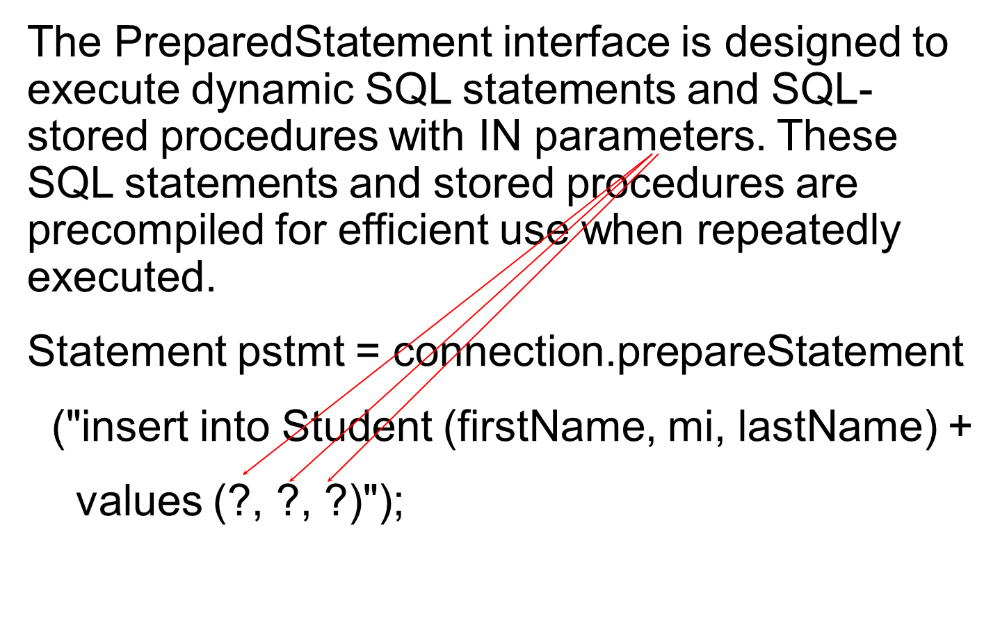 The PreparedStatement interface is designed to
execute dynamic SQL statements and SQL-
stored procedures with IN parameters. These
SQL statements and stored procedures are
precompiled for efficient use when repeatedly
executed.
Statement pstmt = connection.prepareStatement
("insert into Student (firstName, mi, lastName) +
values (?, ?, ?)");